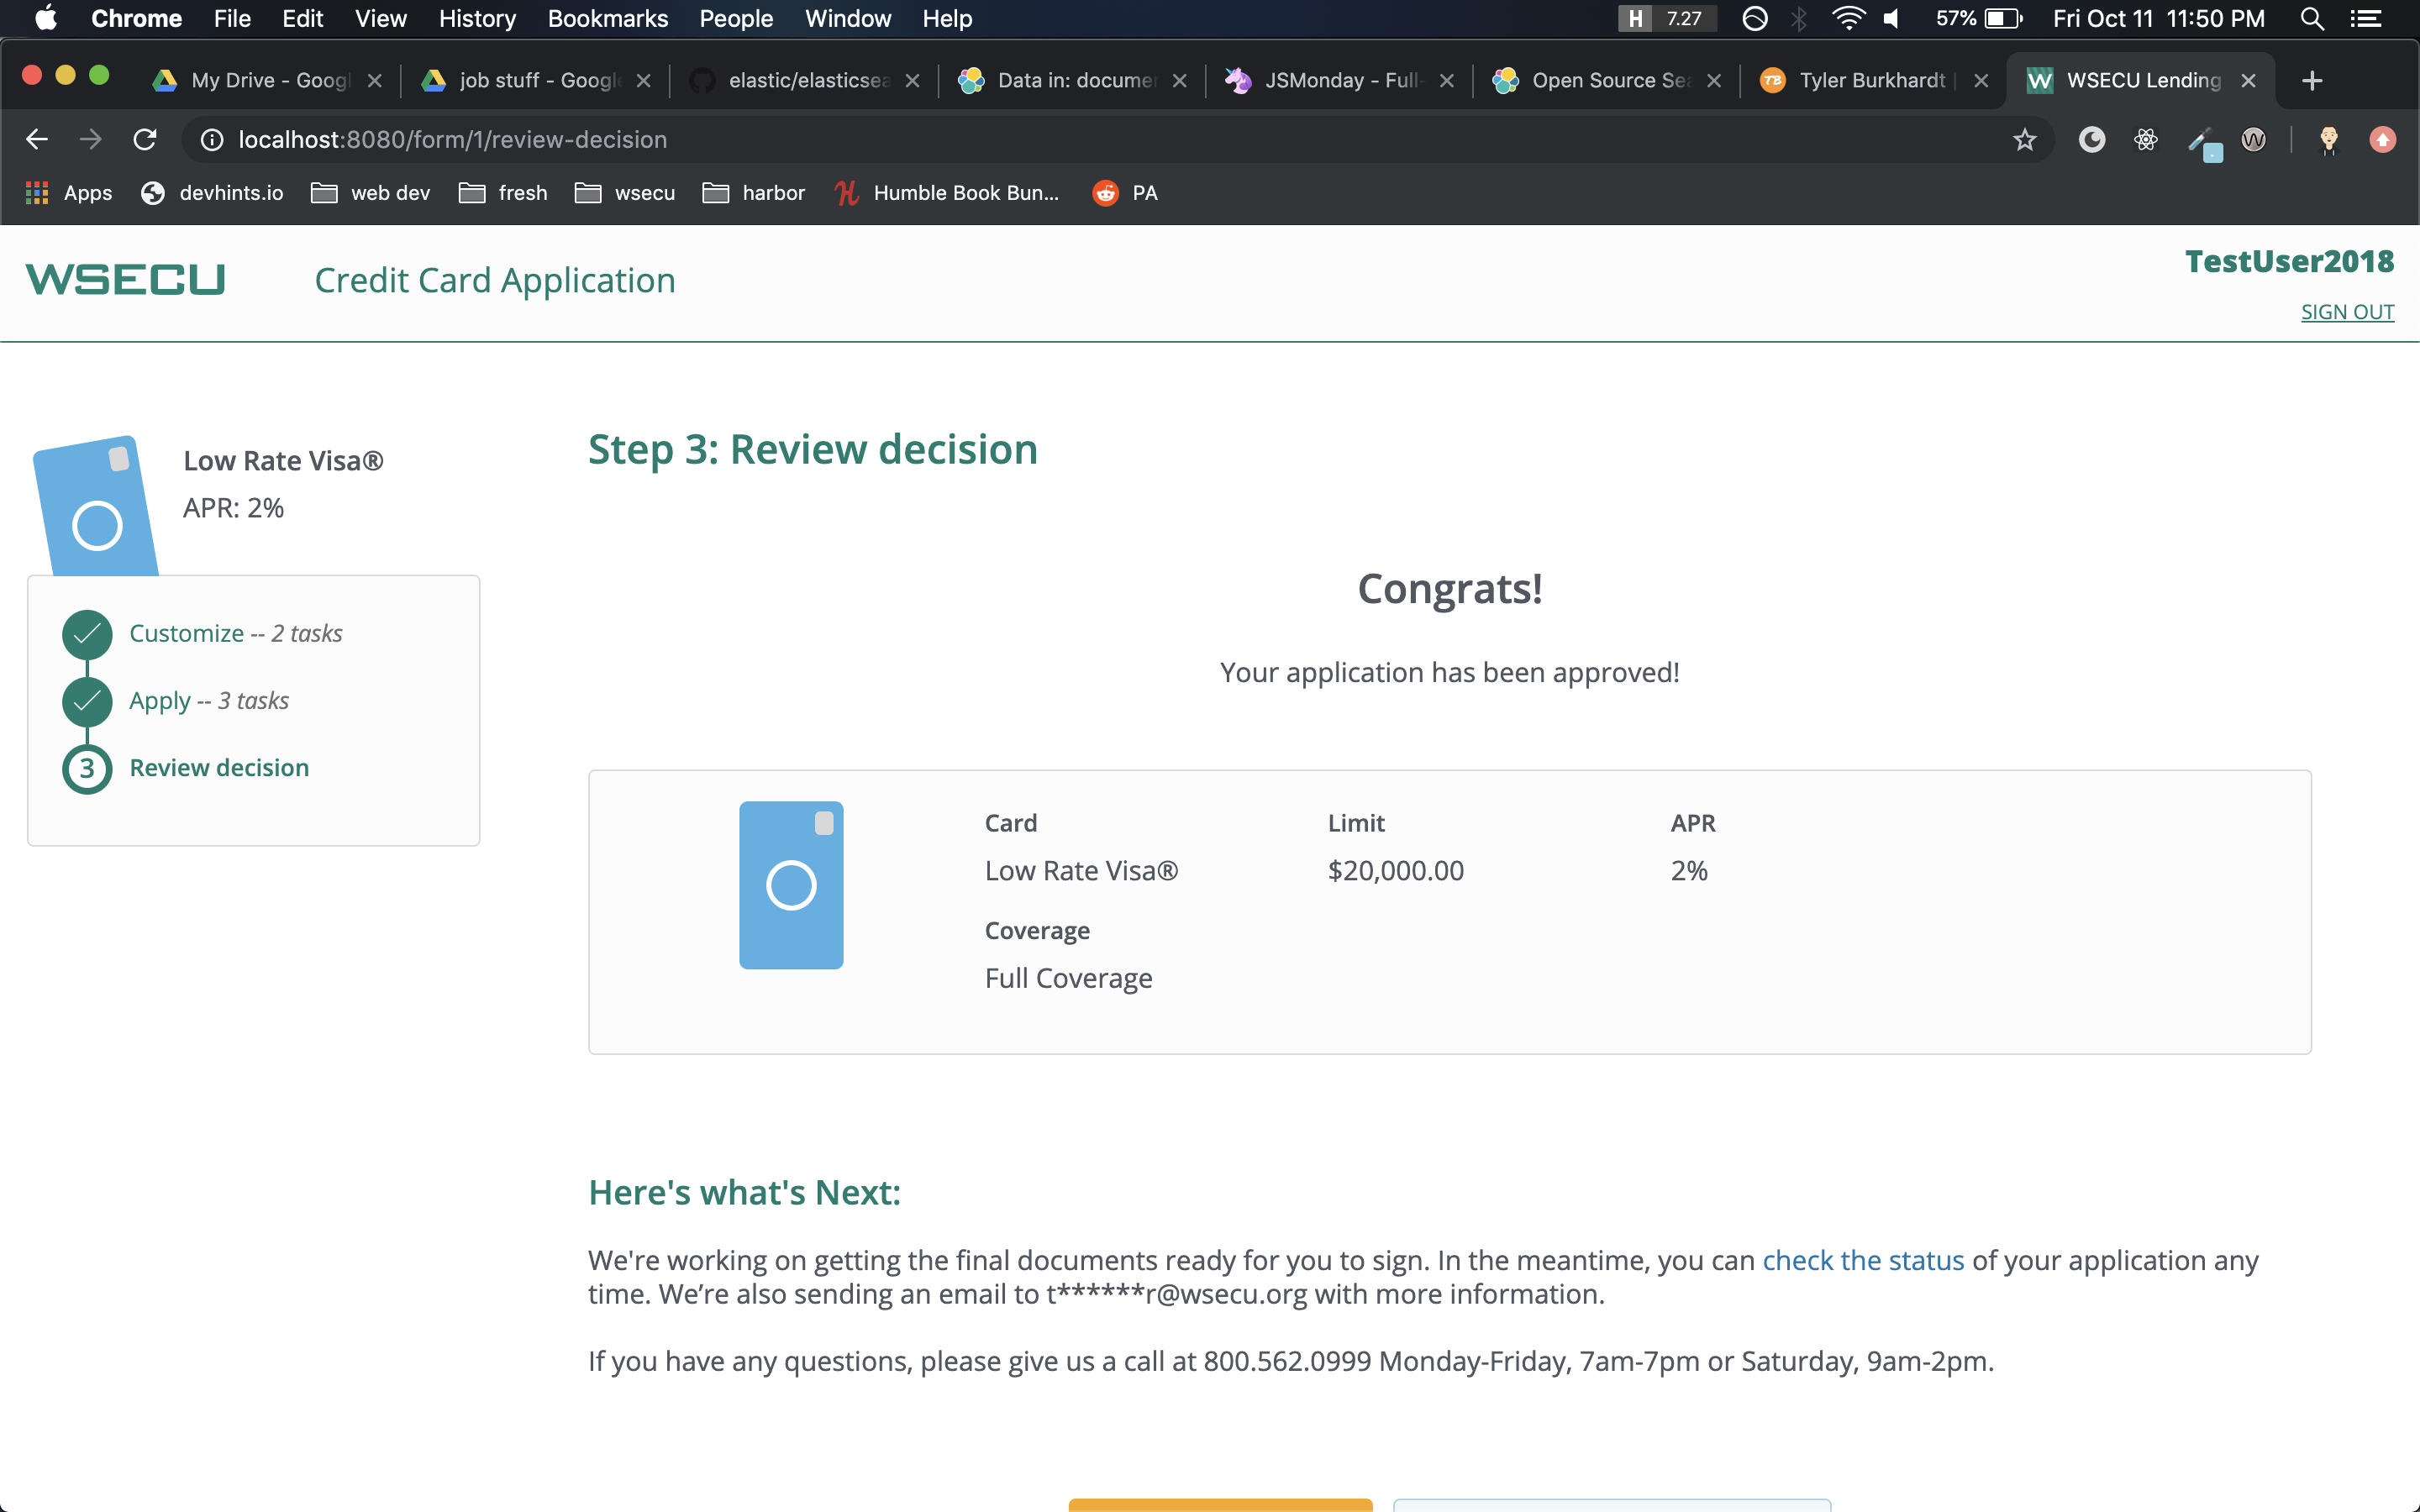 Chrome File Edit View History Bookmarks People Window Help H 7.27 57% Fri Oct 11 11:50 PM
My Drive - Googl job stuff - Google elastic/elasticsea Data in: documen JSMonday - Full- Open Source Sea Tyler Burkhardt | WSECU Lending
localhost:8080/form/1/review-decision
Apps devhints.io web dev fresh wsecu harbor Humble Book Bun... PA
WSECU Credit Card Application TestUser2018
SIGN OUT
Low Rate Visa®
APR: 2%
Customize -- 2 tasks
Apply -- 3 tasks
3 Review decision
Step 3: Review decision
Congrats!
Your application has been approved!
Card Limit APR
Low Rate Visa® $20,000.00 2%
Coverage
Full Coverage
Here's what's Next:
We're working on getting the final documents ready for you to sign. In the meantime, you can check the status of your application any
time. We’re also sending an email to t******r@wsecu.org with more information.
If you have any questions, please give us a call at 800.562.0999 Monday-Friday, 7am-7pm or Saturday, 9am-2pm.